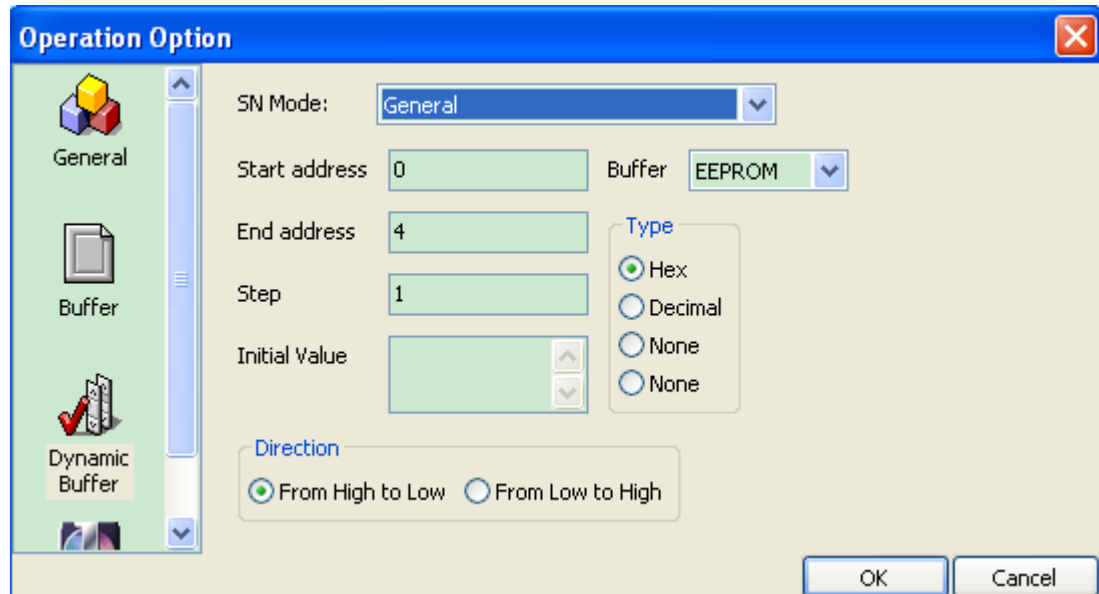 Operation Option
General
Buffer
Dynamic
Buffer
SN Mode: General
Start address 0 Buffer EEPROM
End address 4
Step 1
Initial Value
Type
Hex
Decimal
None
None
Direction
From High to Low From Low to High
OK Cancel